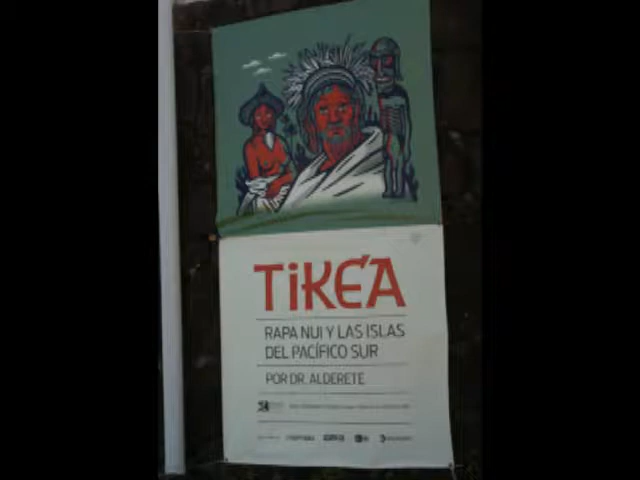 TiKE'A
RAPA NUI Y LAS ISLAS
DEL PACÍFICO SUR
POR DR. ALDERETE